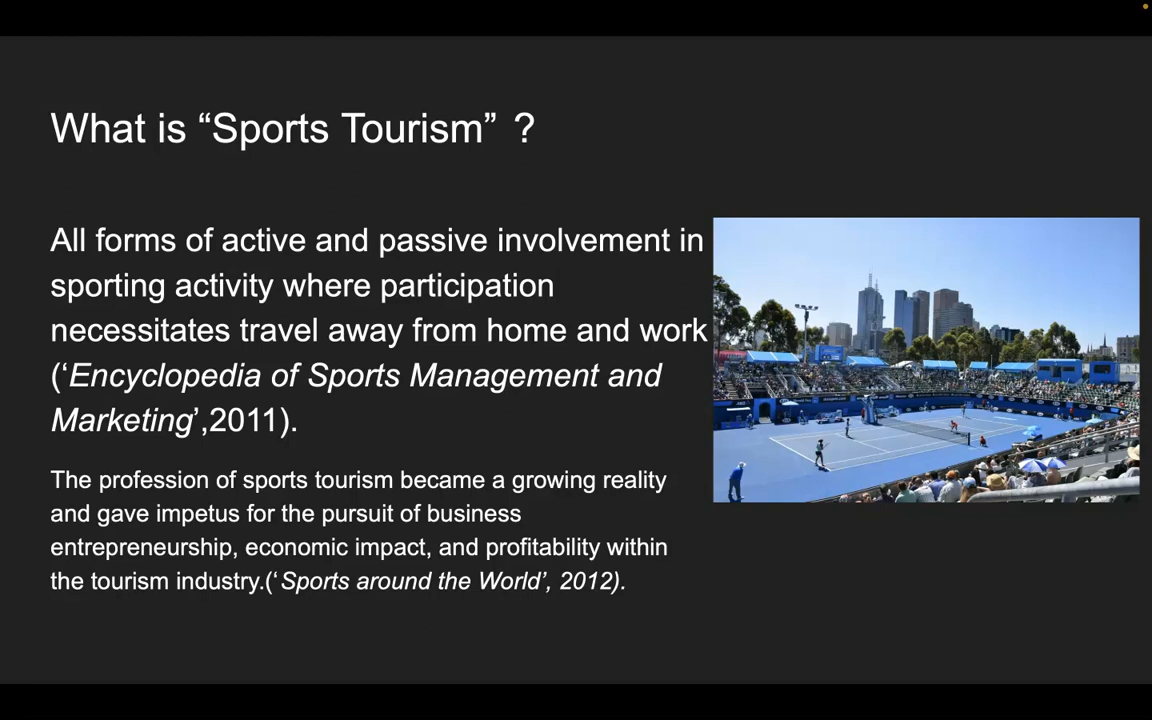 What is “Sports Tourism” ?
All forms of active and passive involvement in
sporting activity where participation
necessitates travel away from home and work
(‘Encyclopedia of Sports Management and
Marketing’,2011).
The profession of sports tourism became a growing reality
and gave impetus for the pursuit of business
entrepreneurship, economic impact, and profitability within
the tourism industry.(‘Sports around the World’, 2012).